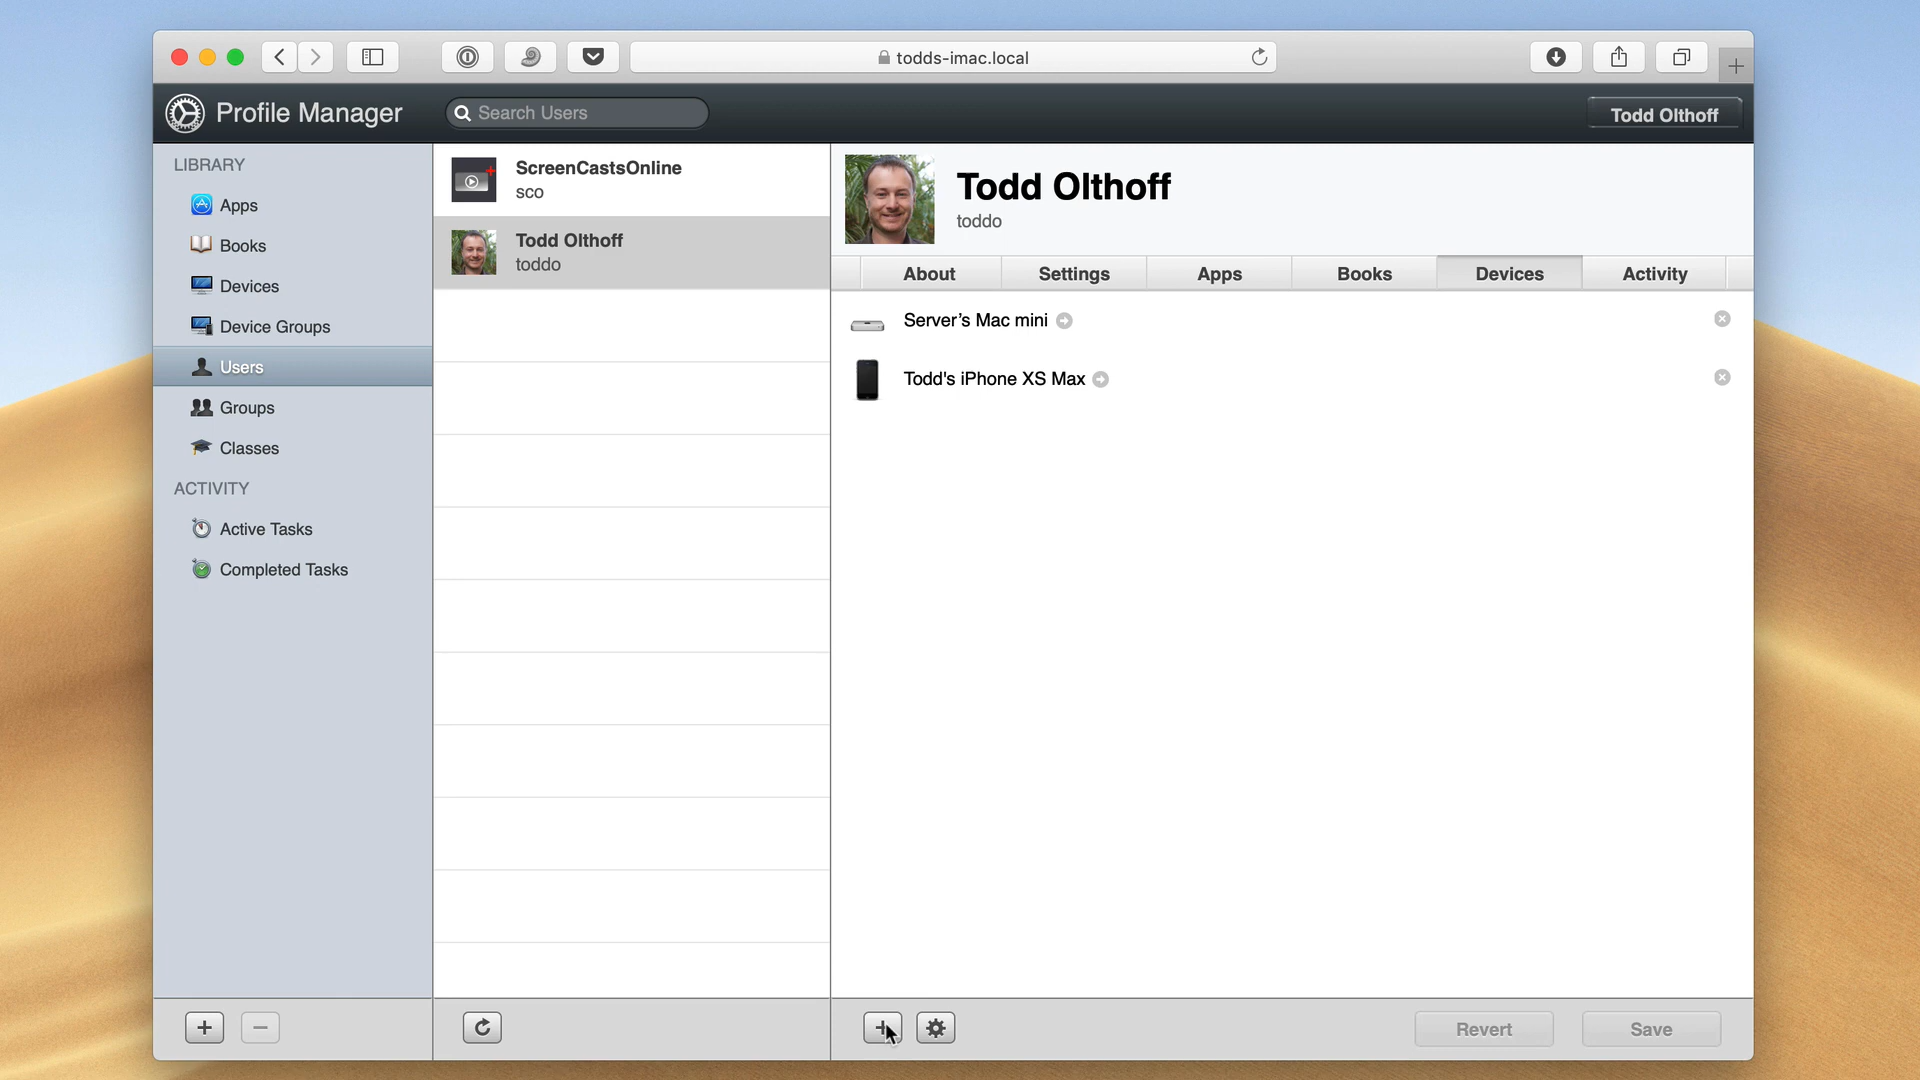 todds-imac.local
Profile Manager
Search Users
Todd Olthoff
LIBRARY
Apps
Books
Devices
Device Groups
Users
Groups
Classes
ACTIVITY
Active Tasks
Completed Tasks
ScreenCastsOnline
sco
Todd Olthoff
toddo
Todd Olthoff
toddo
About
Settings
Apps
Books
Devices
Activity
Server’s Mac mini
Todd's iPhone XS Max
Revert
Save